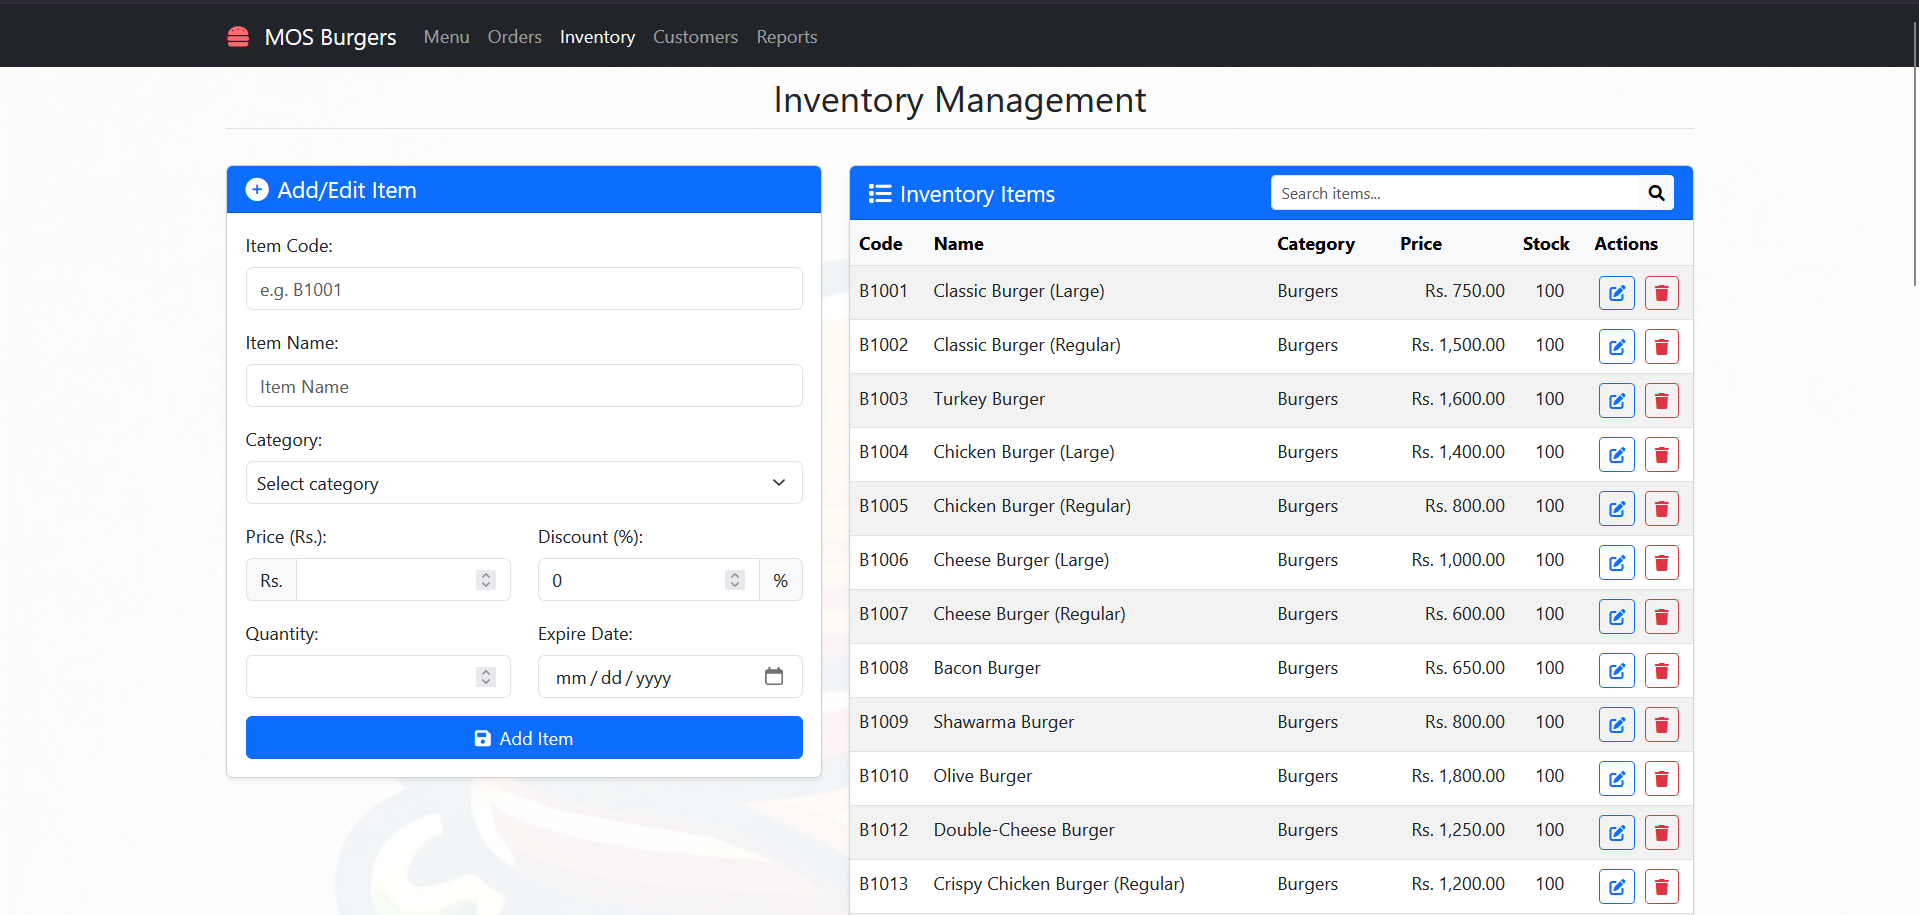 MOS Burgers Menu Orders Inventory Customers Reports
Inventory Management
Add/Edit Item
Item Code:
e.g. B1001
Item Name:
Item Name
Category:
Select category
Price (Rs.): Discount (%):
Rs. 0 %
Quantity: Expire Date:
mm/dd/yyyy
Add Item
Inventory Items Search items...
Code Name Category Price Stock Actions
B1001 Classic Burger (Large) Burgers Rs. 750.00 100
B1002 Classic Burger (Regular) Burgers Rs. 1,500.00 100
B1003 Turkey Burger Burgers Rs. 1,600.00 100
B1004 Chicken Burger (Large) Burgers Rs. 1,400.00 100
B1005 Chicken Burger (Regular) Burgers Rs. 800.00 100
B1006 Cheese Burger (Large) Burgers Rs. 1,000.00 100
B1007 Cheese Burger (Regular) Burgers Rs. 600.00 100
B1008 Bacon Burger Burgers Rs. 650.00 100
B1009 Shawarma Burger Burgers Rs. 800.00 100
B1010 Olive Burger Burgers Rs. 1,800.00 100
B1012 Double-Cheese Burger Burgers Rs. 1,250.00 100
B1013 Crispy Chicken Burger (Regular) Burgers Rs. 1,200.00 100